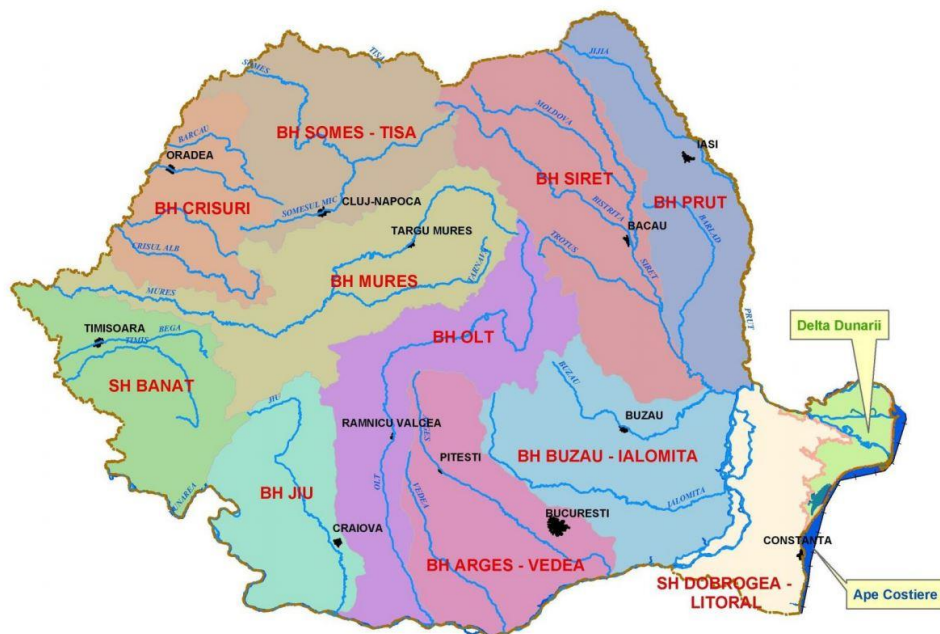 TISA
JIJIA
SOMES
MOLDOVA
BARCAU
BH SOMES - TISA
IASI
ORADEA
BH SIRET
BH PRUT
CLUJ-NAPOCA
SOMESUL MIC
BH CRISURI
BISTRITA
BARLAD
BACAU
TARGU MURES
TROTUS
CRISUL ALB
TARNAVA
SIRET
BH MURES
MURES
PRUT
Delta Dunarii
TIMISOARA
BEGA
TIMIS
BH OLT
SH BANAT
BUZAU
JIU
ARGES
BUZAU
RAMNICU VALCEA
PITESTI
BH BUZAU - IALOMITA
OLT
VEDEA
BH JIU
DUNAREA
IALOMITA
BUCURESTI
CRAIOVA
CONSTANTA
BH ARGES - VEDEA
SH DOBROGEA -
LITORAL
Ape Costiere